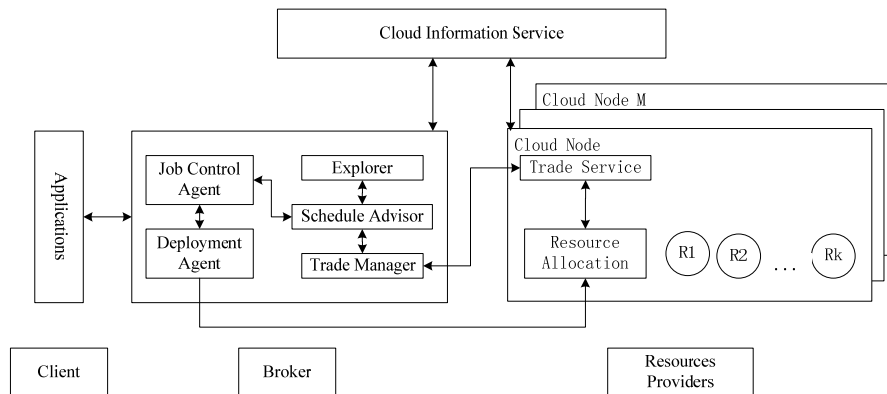 Cloud Information Service
Cloud Node M
Cloud Node
Applications
Job Control
Agent
Explorer
Trade Service
Schedule Advisor
Deployment
Agent
Trade Manager
Resource
Allocation
R1
R2
...
Rk
Client
Broker
Resources
Providers